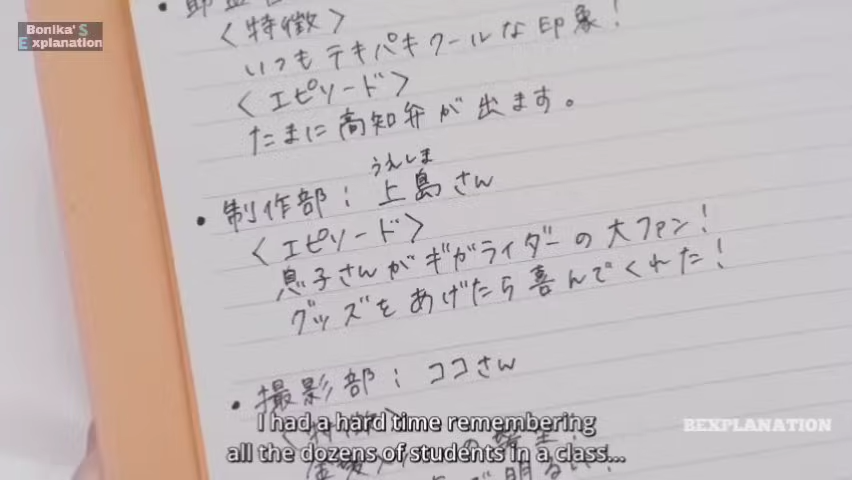 Bonika'S
Explanation
〈特徴〉
いつもテキパキクールな印象!
〈エピソード〉
たまに高知弁が出ます。
うえしま
• 制作部:上島さん
〈エピソード〉
息子さんがギガライダーの大ファン!
グッズをあげたら喜んでくれた!
• 撮影部:ココさん
〈特徴〉
I had a hard time remembering
all the dozens of students in a class...
BEXPLANATION